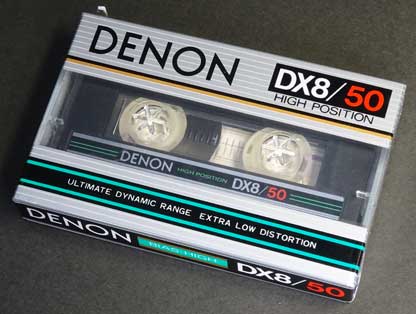 DENON
DX8/50
HIGH POSITION
DENON HIGH POSITION DX8/50
ULTIMATE DYNAMIC RANGE EXTRA LOW DISTORTION
DENON BIAS:HIGH DX8/50